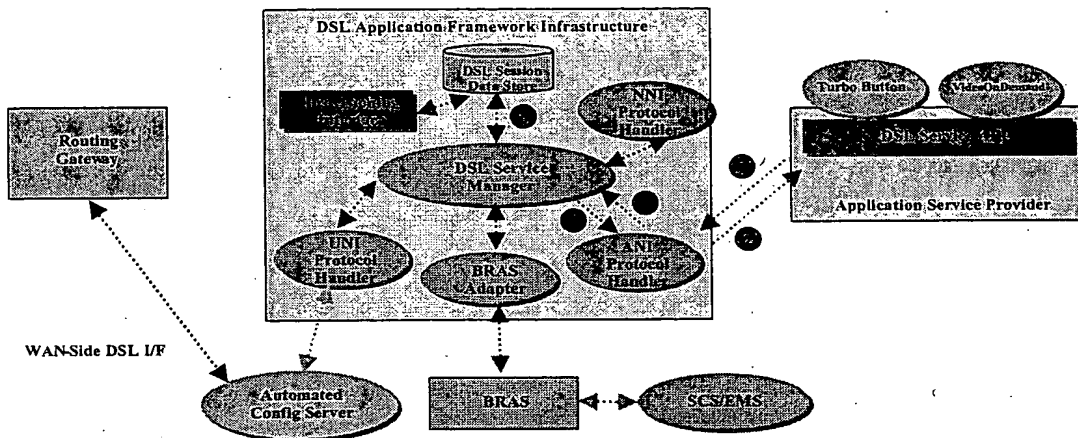 DSL Application Framework Infrastructure
DSL Session
Data Store
NNI
Protocol
Handler
Turbo Button
VideoOnDemand
Routing
Gateway
DSL Service
DSL Service
Manager
Application Service Provider
UNI
Protocol
Handler
BRAS
Adapter
ANI
Protocol
Handler
WAN-Side DSL I/F
Automated
Config Server
BRAS
SCS/EMS